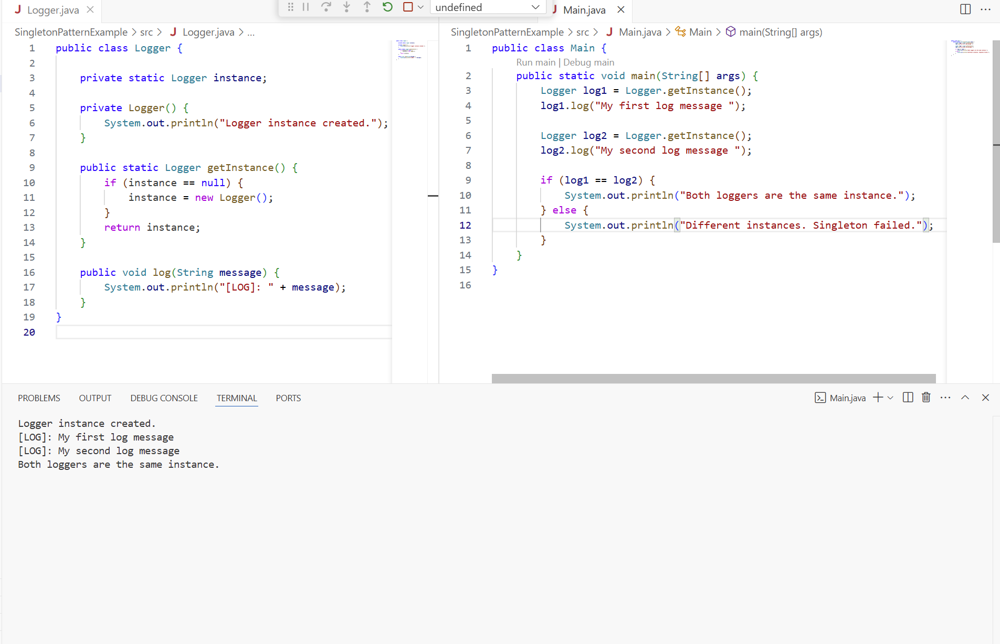 Logger.java
undefined
Main.java
SingletonPatternExample > src > Logger.java > ...
1 public class Logger {
2
3 private static Logger instance;
4
5 private Logger() {
6 System.out.println("Logger instance created.");
7 }
8
9 public static Logger getInstance() {
10 if (instance == null) {
11 instance = new Logger();
12 }
13 return instance;
14 }
15
16 public void log(String message) {
17 System.out.println("[LOG]: " + message);
18 }
19 }
20
SingletonPatternExample > src > Main.java > Main > main(String[] args)
1 public class Main {
Run main | Debug main
2 public static void main(String[] args) {
3 Logger log1 = Logger.getInstance();
4 log1.log("My first log message ");
5
6 Logger log2 = Logger.getInstance();
7 log2.log("My second log message ");
8
9 if (log1 == log2) {
10 System.out.println("Both loggers are the same instance.");
11 } else {
12 System.out.println("Different instances. Singleton failed.");
13 }
14 }
15 }
16
PROBLEMS OUTPUT DEBUG CONSOLE TERMINAL PORTS
Main.java
Logger instance created.
[LOG]: My first log message
[LOG]: My second log message
Both loggers are the same instance.